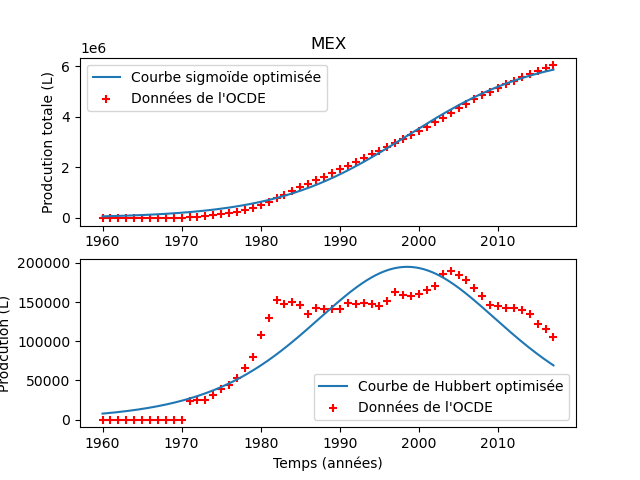 MEX
1e6
Prodcution totale (L)
6
4
2
0
Courbe sigmoïde optimisée
Données de l'OCDE
1960 1970 1980 1990 2000 2010
Prodcution (L)
200000
150000
100000
50000
0
Courbe de Hubbert optimisée
Données de l'OCDE
1960 1970 1980 1990 2000 2010
Temps (années)